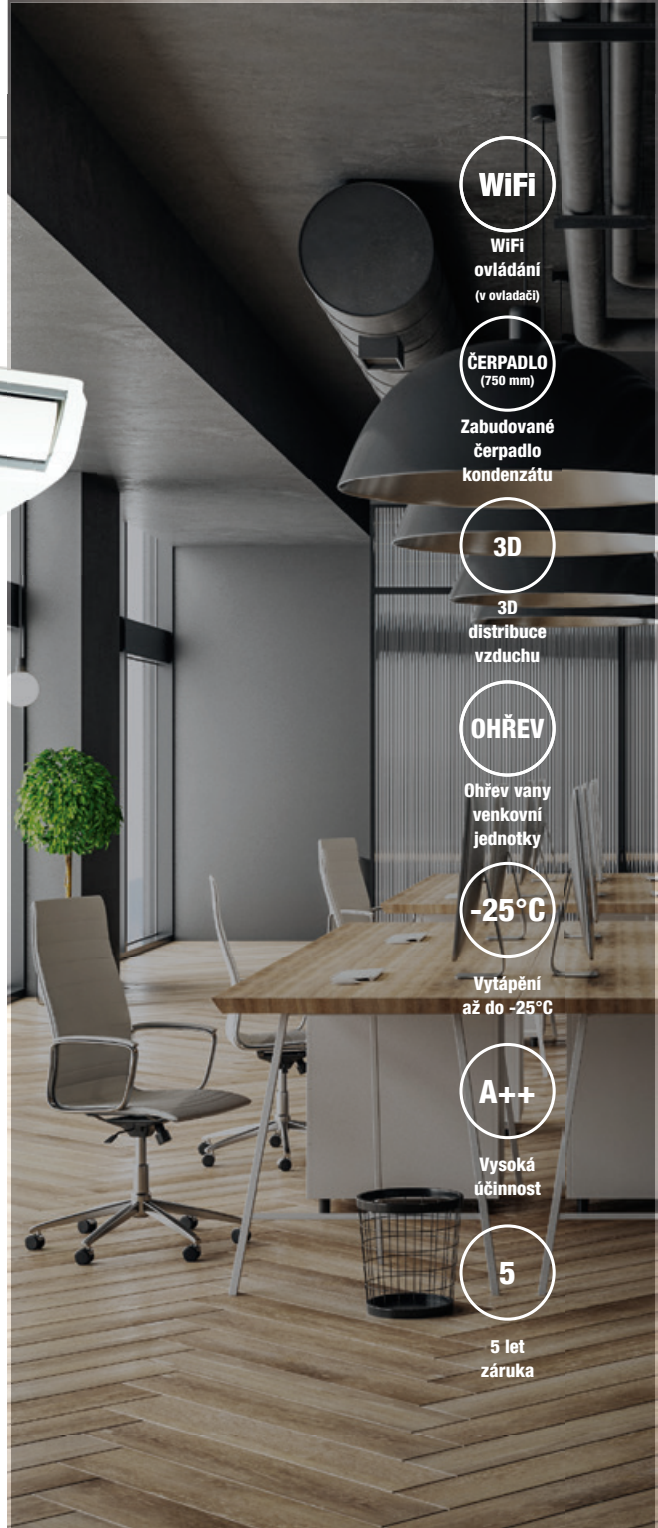 WiFi
WiFi
ovládání
(v ovladači)
ČERPADLO
(750 mm)
Zabudované
čerpadlo
kondenzátu
3D
3D
distribuce
vzduchu
OHŘEV
Ohřev vany
venkovní
jednotky
-25°C
Vytápění
až do -25°C
A++
Vysoká
účinnost
5
5 let
záruka